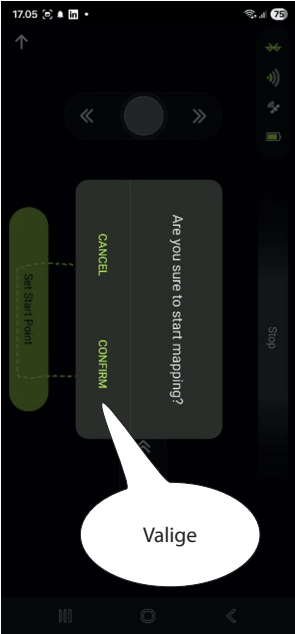 17.05
75
Stop
Are you sure to start mapping?
CANCEL CONFIRM
Set Start Point
Valige